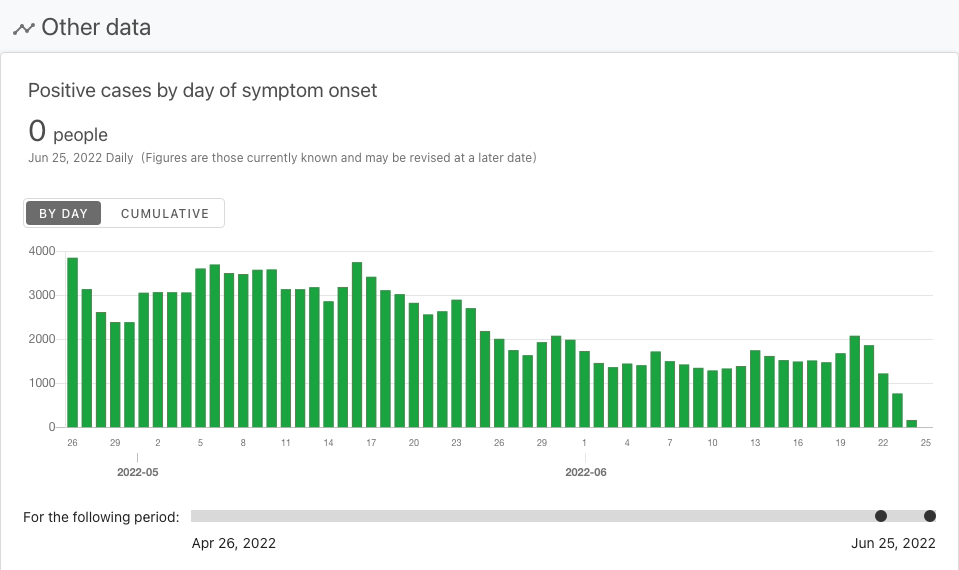 Other data
Positive cases by day of symptom onset
0 people
Jun 25, 2022 Daily (Figures are those currently known and may be revised at a later date)
BY DAY CUMULATIVE
4000
3000
2000
1000
0
26 29 2 5 8 11 14 17 20 23 26 29 1 4 7 10 13 16 19 22 25
2022-05 2022-06
For the following period:
Apr 26, 2022 Jun 25, 2022